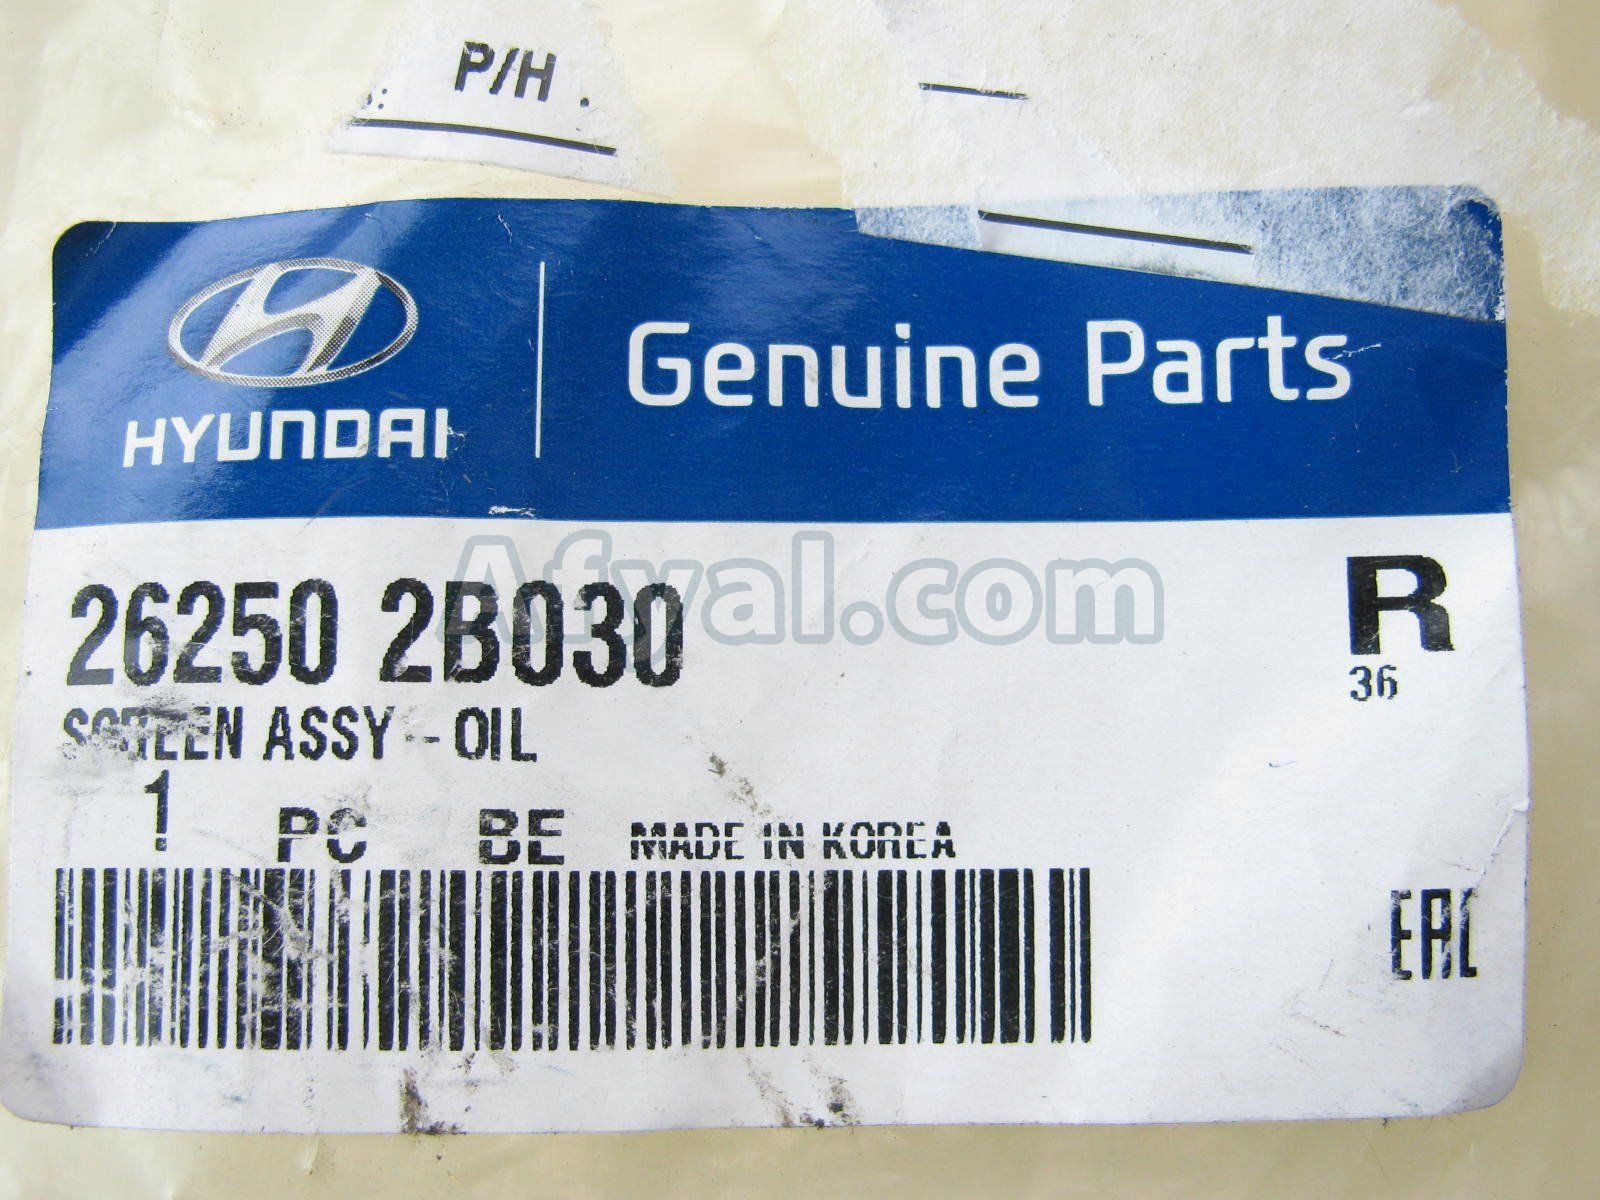 P/H .
HYUNDAI
Genuine Parts
Afyal.com
26250 2B030
R
36
SCREEN ASSY - OIL
1 PC BE MADE IN KOREA
EAC